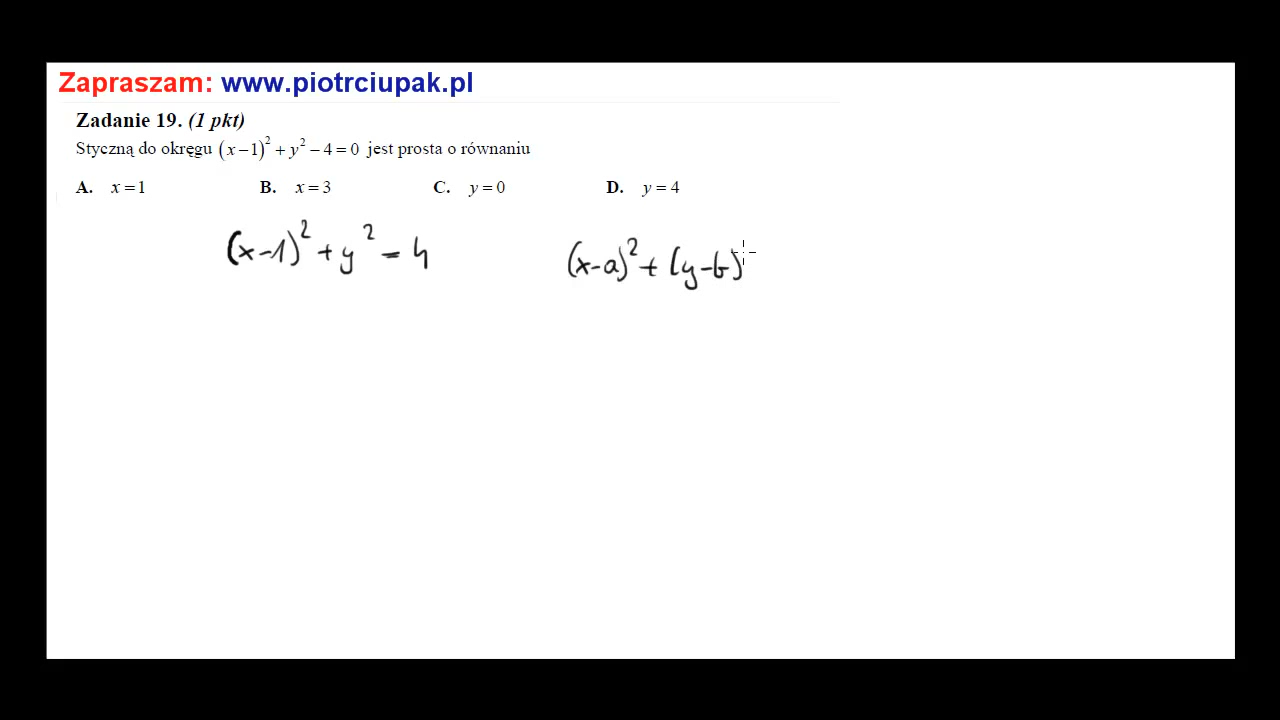 Zapraszam: www.piotrciupak.pl
Zadanie 19. (1 pkt)
Styczną do okręgu (x−1)² + y² − 4 = 0 jest prosta o równaniu
A. x = 1 B. x = 3 C. y = 0 D. y = 4
(x−1)² + y² = 4 (x−a)² + (y−b)